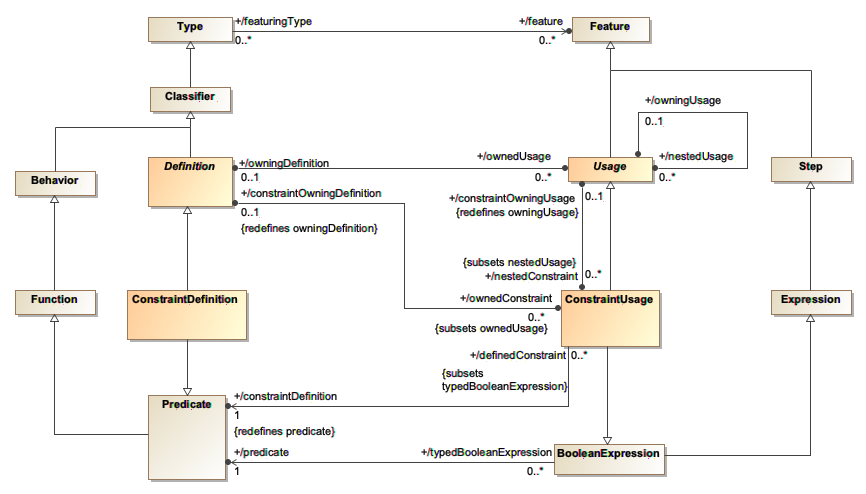 Type
+/featuringType
0..*
+/feature
0..*
Feature
Classifier
+/owningUsage
0..1
Definition
+/owningDefinition
0..1
+/ownedUsage
0..*
Usage
+/nestedUsage
0..*
Step
Behavior
+/constraintOwningDefinition
0..1
{redefines owningDefinition}
+/constraintOwningUsage
0..1
{redefines owningUsage}
{subsets nestedUsage}
+/nestedConstraint
0..*
Function
ConstraintDefinition
+/ownedConstraint
0..*
{subsets ownedUsage}
ConstraintUsage
Expression
+/definedConstraint
0..*
{subsets
typedBooleanExpression}
Predicate
+/constraintDefinition
1
{redefines predicate}
+/predicate
1
+/typedBooleanExpression
0..*
BooleanExpression